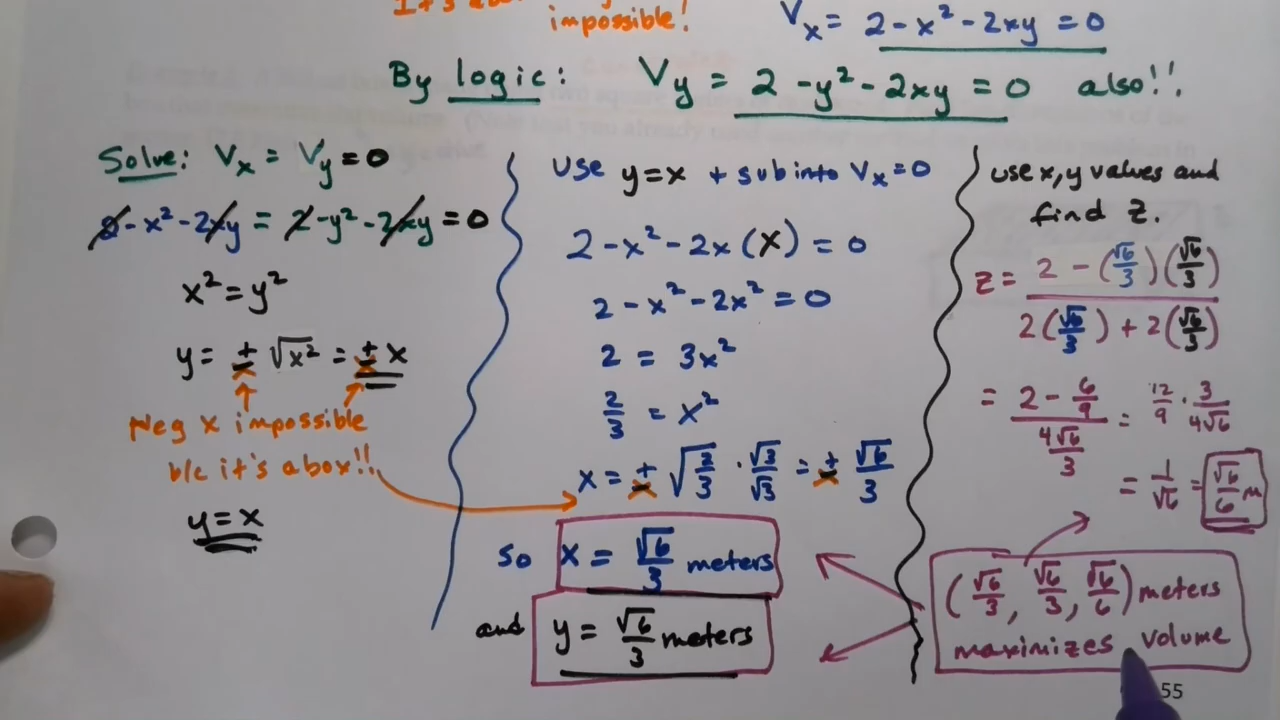 It's
impossible!
Vx = 2 - x² - 2xy = 0
By logic: Vy = 2 - y² - 2xy = 0 also!!
Solve: Vx = Vy = 0
2 - x² - 2xy = 2 - y² - 2xy = 0
x² = y²
y = ± √x² = ± x
Neg x impossible
b/c it's a box!!
y = x
Use y=x + sub into Vx = 0
2 - x² - 2x(x) = 0
2 - x² - 2x² = 0
2 = 3x²
2/3 = x²
x = ± √(2/3) · √3/√3 = ± √6/3
So x = √6/3 meters
and y = √6/3 meters
use x, y values and
find z.
z = (2 - (√6/3)(√6/3)) / (2(√6/3) + 2(√6/3))
= (2 - 6/9) / (4√6/3) = 12/9 · 3/(4√6)
= 1/√6 = √6/6 m
(√6/3, √6/3, √6/6) meters
maximizes volume
55